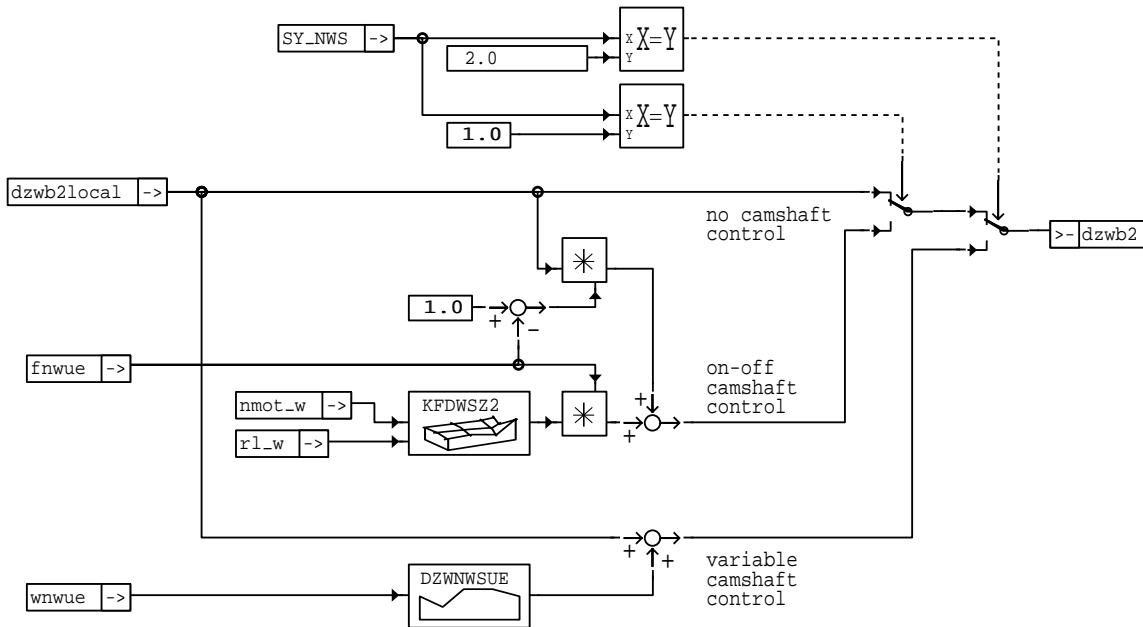 SY_NWS ->
X X=Y
Y
2.0
X X=Y
Y
1.0
dzwb2local ->
no camshaft
control
>- dzwb2
*
1.0
+
−
fnwue ->
on-off
camshaft
control
nmot_w ->
KFDWSZ2
*
+
+
rl_w ->
+
+
variable
camshaft
control
DZWNWSUE
wnwue ->